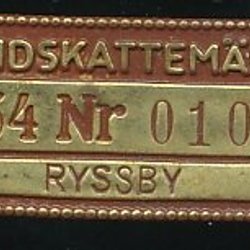 NDSKATTEMÄ
54 Nr 010
RYSSBY